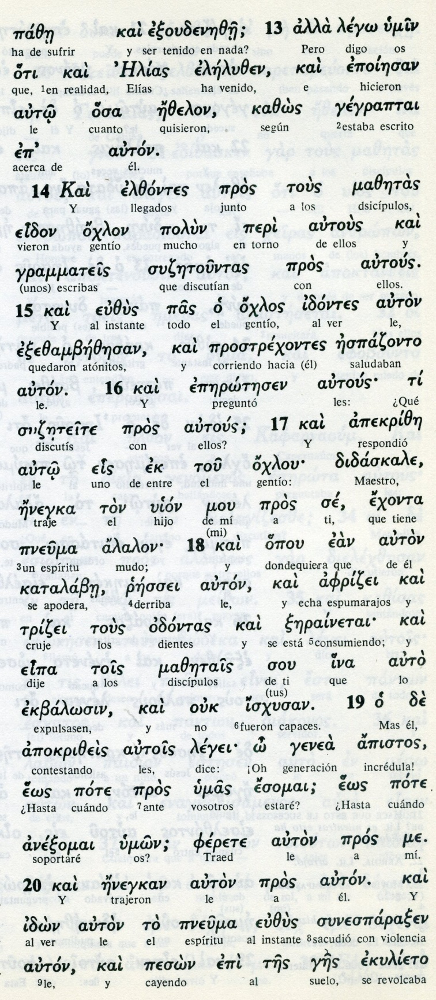 πάθῃ καὶ ἐξουδενηθῇ; 13 ἀλλὰ λέγω ὑμῖν
ha de sufrir y ser tenido en nada? Pero digo os
ὅτι καὶ Ἠλίας ἐλήλυθεν, καὶ ἐποίησαν
que, ¹en realidad, Elías ha venido, e hicieron
αὐτῷ ὅσα ἤθελον, καθὼς γέγραπται
le cuanto quisieron, según ²estaba escrito
ἐπ' αὐτόν.
acerca de él.
14 Καὶ ἐλθόντες πρὸς τοὺς μαθητὰς
Y llegados junto a los dsicípulos,
εἶδον ὄχλον πολὺν περὶ αὐτοὺς καὶ
vieron gentío mucho en torno de ellos y
γραμματεῖς συζητοῦντας πρὸς αὐτούς.
(unos) escribas que discutían con ellos.
15 καὶ εὐθὺς πᾶς ὁ ὄχλος ἰδόντες αὐτὸν
Y al instante todo el gentío, al ver le,
ἐξεθαμβήθησαν, καὶ προστρέχοντες ἠσπάζοντο
quedaron atónitos, y corriendo hacia (él) saludaban
αὐτόν. 16 καὶ ἐπηρώτησεν αὐτούς· τί
le. Y preguntó les: ¿Qué
συζητεῖτε πρὸς αὐτούς; 17 καὶ ἀπεκρίθη
discutís con ellos? Y respondió
αὐτῷ εἷς ἐκ τοῦ ὄχλου· διδάσκαλε,
le uno de entre el gentío: Maestro,
ἤνεγκα τὸν υἱόν μου πρὸς σέ, ἔχοντα
traje el hijo de mí a ti, que tiene
(mi)
πνεῦμα ἄλαλον· 18 καὶ ὅπου ἐὰν αὐτὸν
³un espíritu mudo; y, dondequiera que de él
καταλάβῃ, ῥήσσει αὐτόν, καὶ ἀφρίζει καὶ
se apodera, ⁴derriba le, y echa espumarajos y
τρίζει τοὺς ὀδόντας καὶ ξηραίνεται· καὶ
cruje los dientes y se está ⁵consumiendo; y
εἶπα τοῖς μαθηταῖς σου ἵνα αὐτὸ
dije a los discípulos de ti que lo
(tus)
ἐκβάλωσιν, καὶ οὐκ ἴσχυσαν. 19 ὁ δὲ
expulsasen, y no ⁶fueron capaces. Mas él,
ἀποκριθεὶς αὐτοῖς λέγει· ὦ γενεὰ ἄπιστος,
contestando les, dice: ¡Oh generación incrédula!
ἕως πότε πρὸς ὑμᾶς ἔσομαι; ἕως πότε
¿Hasta cuándo ⁷ante vosotros estaré? ¿Hasta cuándo
ἀνέξομαι ὑμῶν; φέρετε αὐτὸν πρός με.
soportaré os? Traed le a mí.
20 καὶ ἤνεγκαν αὐτὸν πρὸς αὐτόν. καὶ
Y trajeron le a él. Y
ἰδὼν αὐτὸν τὸ πνεῦμα εὐθὺς συνεσπάραξεν
al ver le el espíritu al instante ⁸sacudió con violencia
αὐτόν, καὶ πεσὼν ἐπὶ τῆς γῆς ἐκυλίετο
⁹le, y cayendo al suelo, se revolcaba